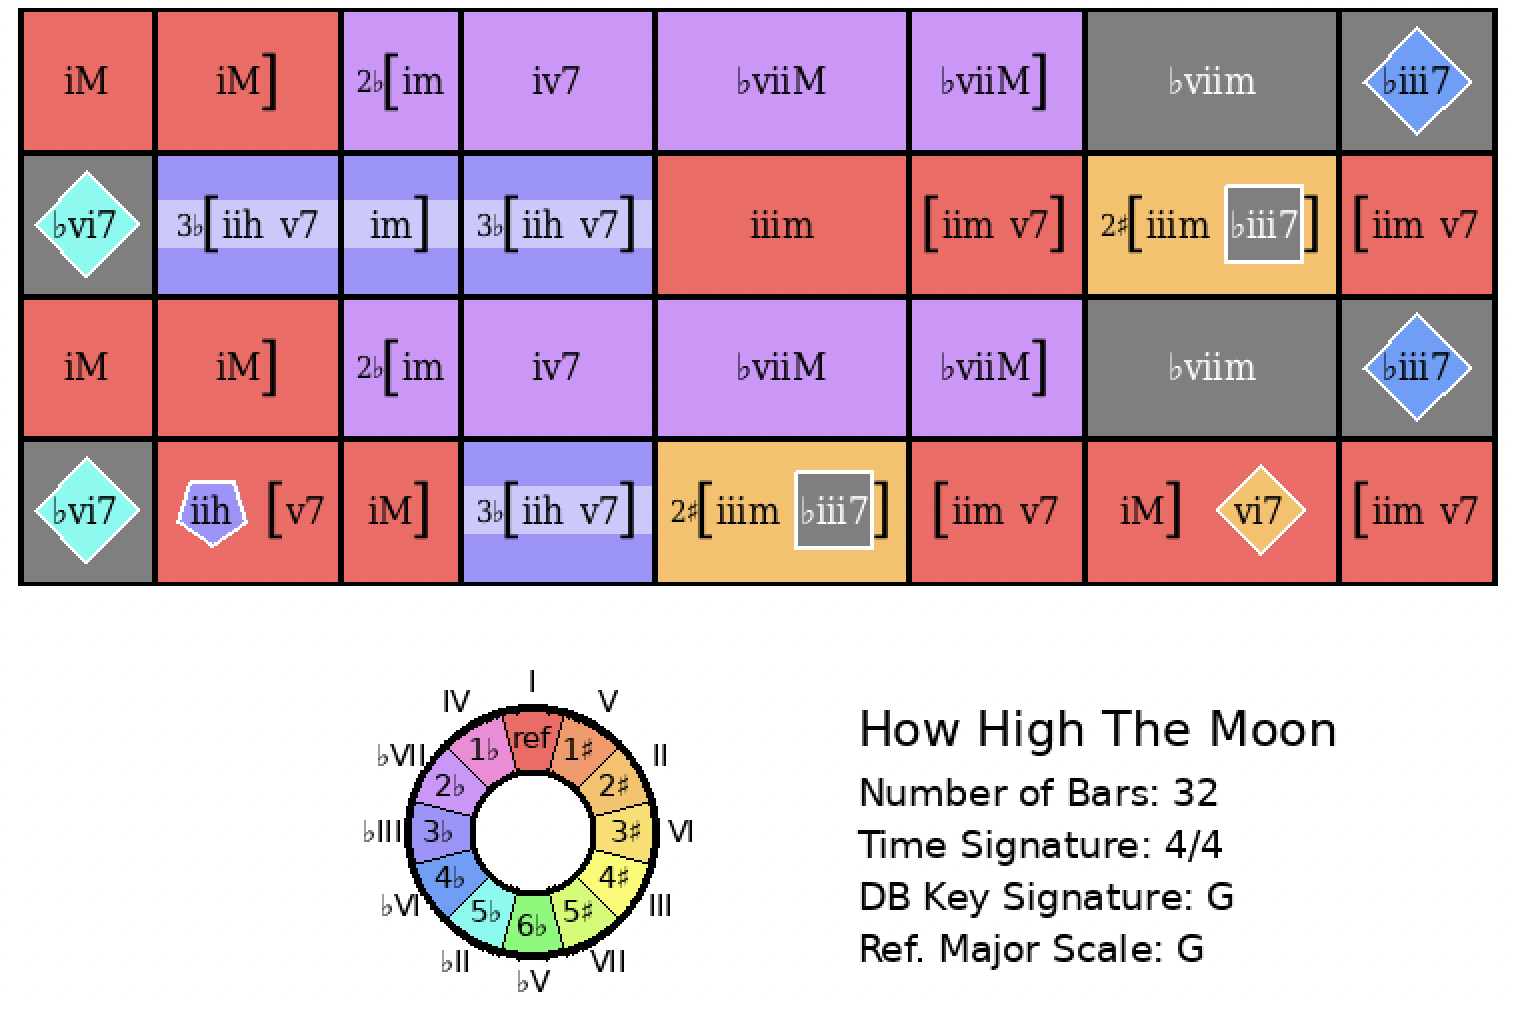 iM iM] 2♭[im iv7 ♭viiM ♭viiM] ♭viim ♭iii7
♭vi7 3♭[iih v7 im] 3♭[iih v7] iiim [iim v7] 2♯[iiim ♭iii7] [iim v7
iM iM] 2♭[im iv7 ♭viiM ♭viiM] ♭viim ♭iii7
♭vi7 iih [v7 iM] 3♭[iih v7] 2♯[iiim ♭iii7] [iim v7 iM] vi7 [iim v7
I
IV V
ref
1♭ 1♯
♭VII II
2♭ 2♯
♭III 3♭ 3♯ VI
4♭ 4♯
♭VI III
5♭ 5♯
6♭
♭II VII
♭V
How High The Moon
Number of Bars: 32
Time Signature: 4/4
DB Key Signature: G
Ref. Major Scale: G